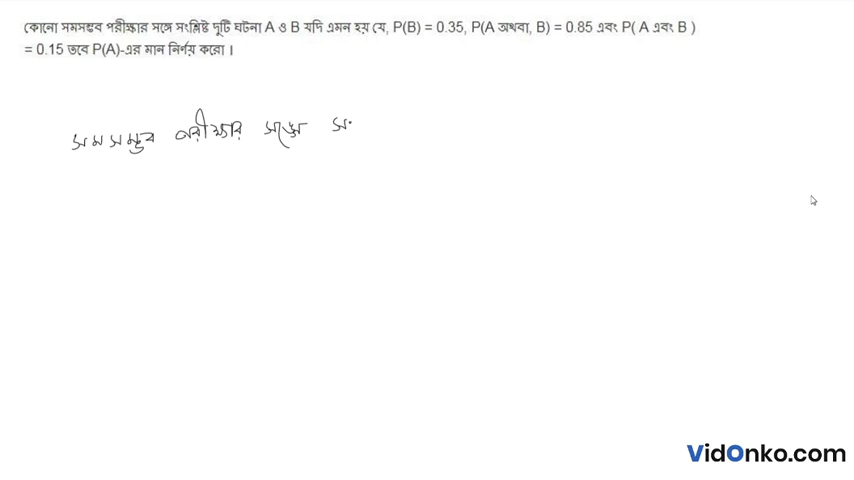 কোনো সমসম্ভব পরীক্ষার সঙ্গে সংশ্লিষ্ট দুটি ঘটনা A ও B যদি এমন হয় যে, P(B) = 0.35, P(A অথবা, B) = 0.85 এবং P( A এবং B )
= 0.15 তবে P(A)-এর মান নির্ণয় করো ।
সমসম্ভব পরীক্ষার সঙ্গে সং
VidOnko.com